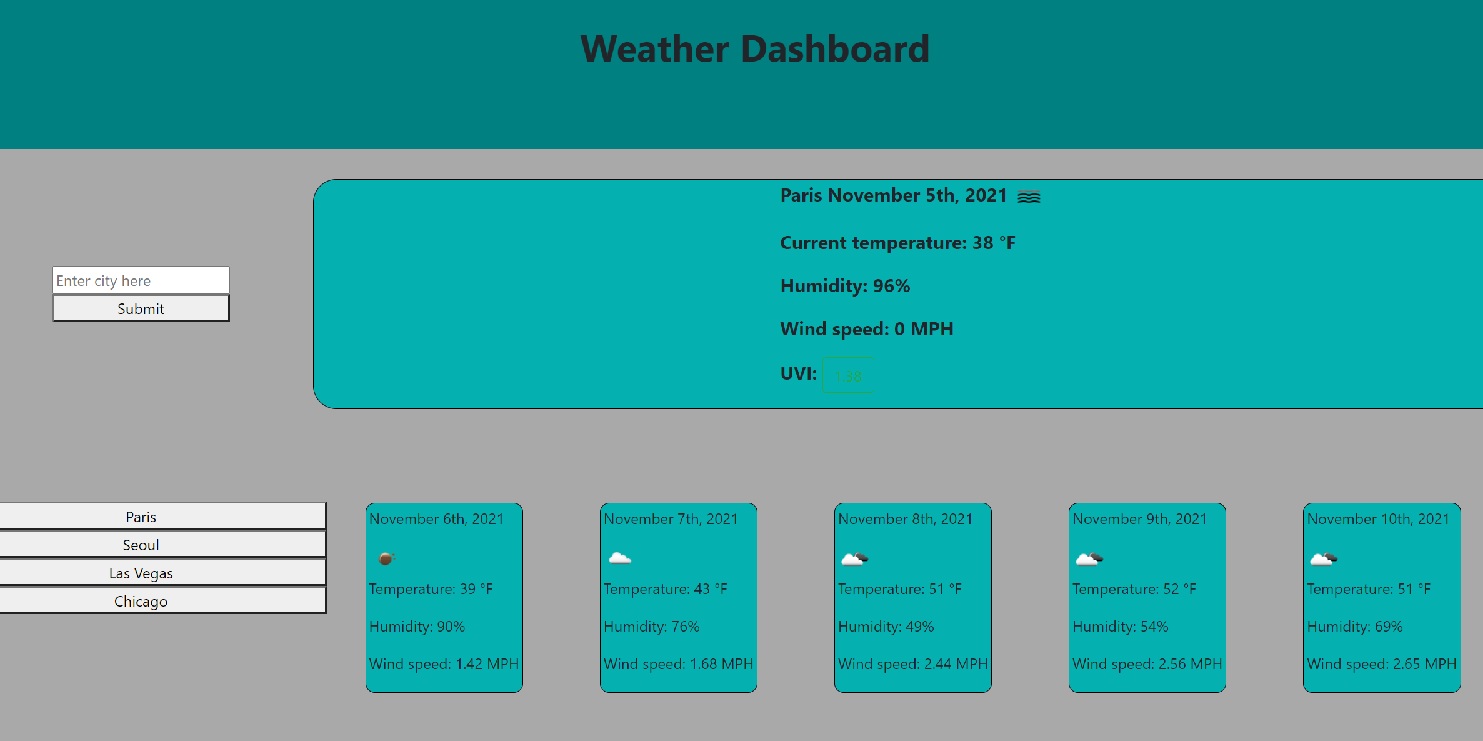 Weather Dashboard
Paris November 5th, 2021
Current temperature: 38 °F
Humidity: 96%
Wind speed: 0 MPH
UVI: 1.38
Enter city here
Submit
Paris
Seoul
Las Vegas
Chicago
November 6th, 2021
Temperature: 39 °F
Humidity: 90%
Wind speed: 1.42 MPH
November 7th, 2021
Temperature: 43 °F
Humidity: 76%
Wind speed: 1.68 MPH
November 8th, 2021
Temperature: 51 °F
Humidity: 49%
Wind speed: 2.44 MPH
November 9th, 2021
Temperature: 52 °F
Humidity: 54%
Wind speed: 2.56 MPH
November 10th, 2021
Temperature: 51 °F
Humidity: 69%
Wind speed: 2.65 MPH